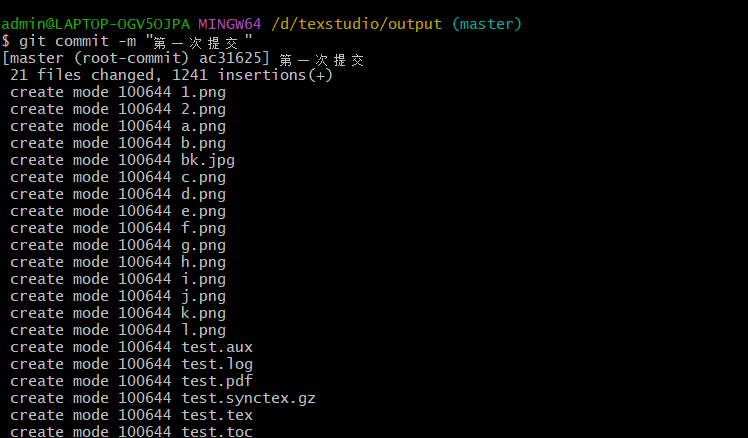 admin@LAPTOP-OGV5OJPA MINGW64 /d/texstudio/output (master)
$ git commit -m "第一次提交"
[master (root-commit) ac31625] 第一次提交
 21 files changed, 1241 insertions(+)
 create mode 100644 1.png
 create mode 100644 2.png
 create mode 100644 a.png
 create mode 100644 b.png
 create mode 100644 bk.jpg
 create mode 100644 c.png
 create mode 100644 d.png
 create mode 100644 e.png
 create mode 100644 f.png
 create mode 100644 g.png
 create mode 100644 h.png
 create mode 100644 i.png
 create mode 100644 j.png
 create mode 100644 k.png
 create mode 100644 l.png
 create mode 100644 test.aux
 create mode 100644 test.log
 create mode 100644 test.pdf
 create mode 100644 test.synctex.gz
 create mode 100644 test.tex
 create mode 100644 test.toc